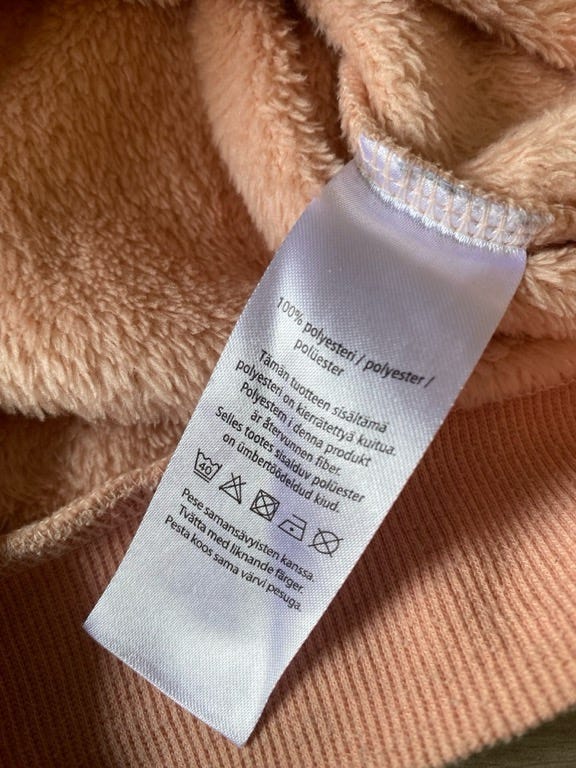 100% polyesteri / polyester /
polüester
Tämän tuotteen sisältämä
polyesteri on kierrätettyä kuitua.
Polyestern i denna produkt
är återvunnen fiber.
Selles tootes sisalduv polüester
on ümbertöödeldud kiud.
40
Pese samansävyisten kanssa.
Tvätta med liknande färger.
Pesta koos sama värvi pesuga.